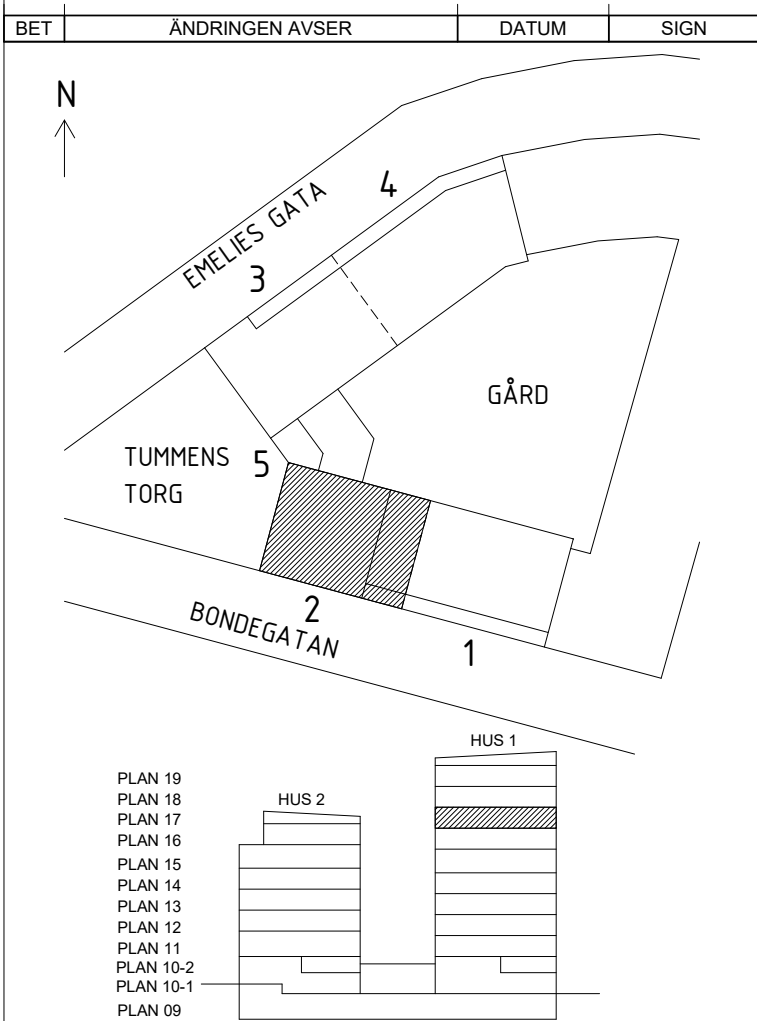 BET ÄNDRINGEN AVSER DATUM SIGN
N
4
EMELIES GATA
3
GÅRD
TUMMENS
TORG
5
2
BONDEGATAN
1
HUS 1
PLAN 19
PLAN 18
HUS 2
PLAN 17
PLAN 16
PLAN 15
PLAN 14
PLAN 13
PLAN 12
PLAN 11
PLAN 10-2
PLAN 10-1
PLAN 09